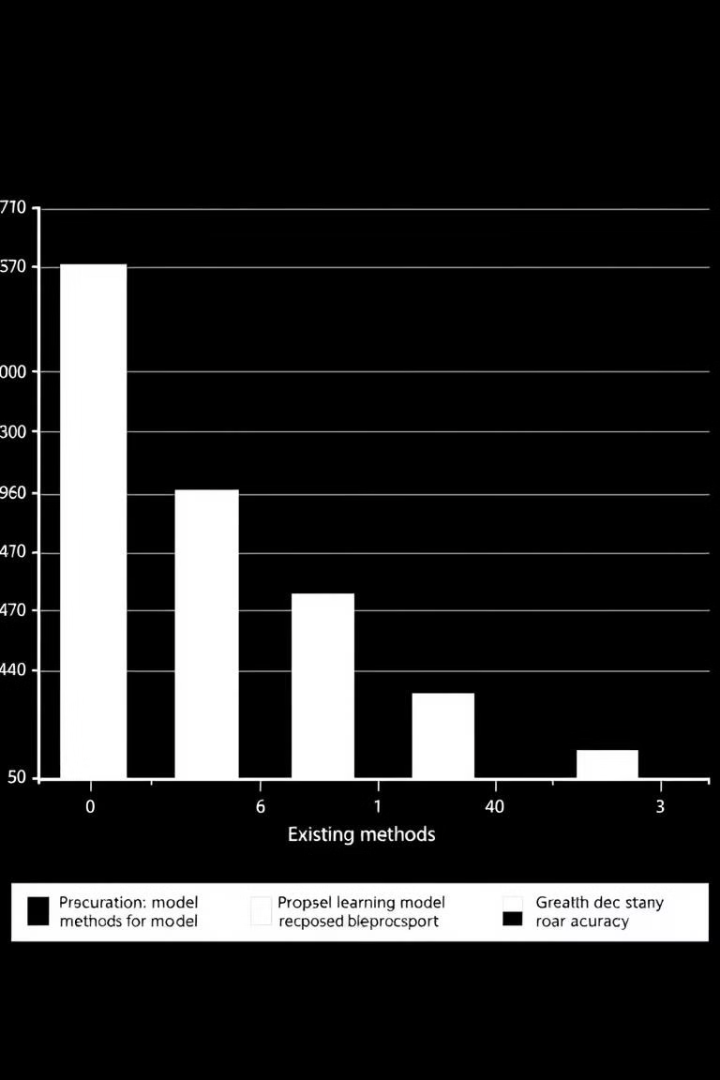 710
570
000
300
960
470
470
440
50
0 6 1 40 3
Existing methods
Prscuration: model
methods for model
Propsel learning model
recposed bleprocsport
Greatth dec stany
roar acuracy